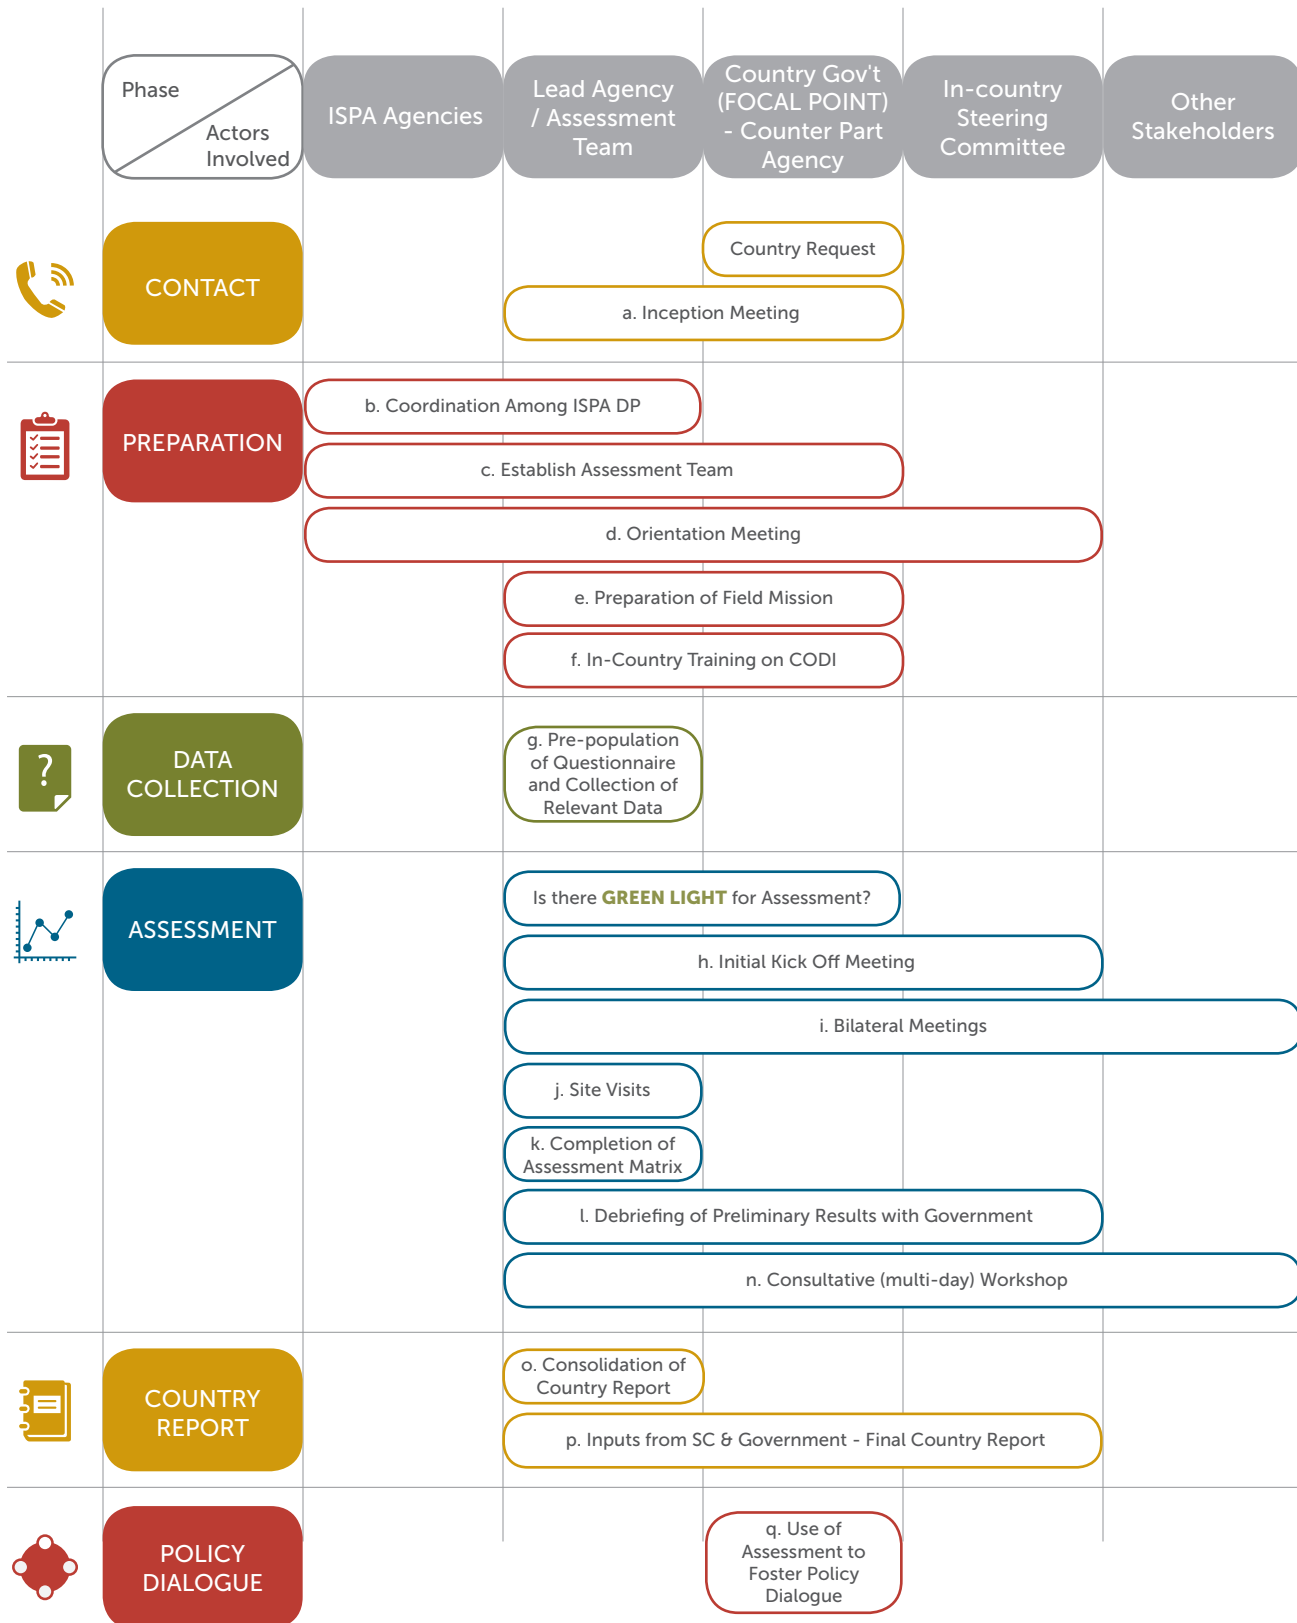 Phase
Actors
Involved
ISPA Agencies
Lead Agency
/ Assessment
Team
Country Gov't
(FOCAL POINT)
- Counter Part
Agency
In-country
Steering
Committee
Other
Stakeholders
CONTACT
Country Request
a. Inception Meeting
PREPARATION
b. Coordination Among ISPA DP
c. Establish Assessment Team
d. Orientation Meeting
e. Preparation of Field Mission
f. In-Country Training on CODI
?
DATA
COLLECTION
g. Pre-population
of Questionnaire
and Collection of
Relevant Data
ASSESSMENT
Is there GREEN LIGHT for Assessment?
h. Initial Kick Off Meeting
i. Bilateral Meetings
j. Site Visits
k. Completion of
Assessment Matrix
l. Debriefing of Preliminary Results with Government
n. Consultative (multi-day) Workshop
COUNTRY
REPORT
o. Consolidation of
Country Report
p. Inputs from SC & Government - Final Country Report
POLICY
DIALOGUE
q. Use of
Assessment to
Foster Policy
Dialogue